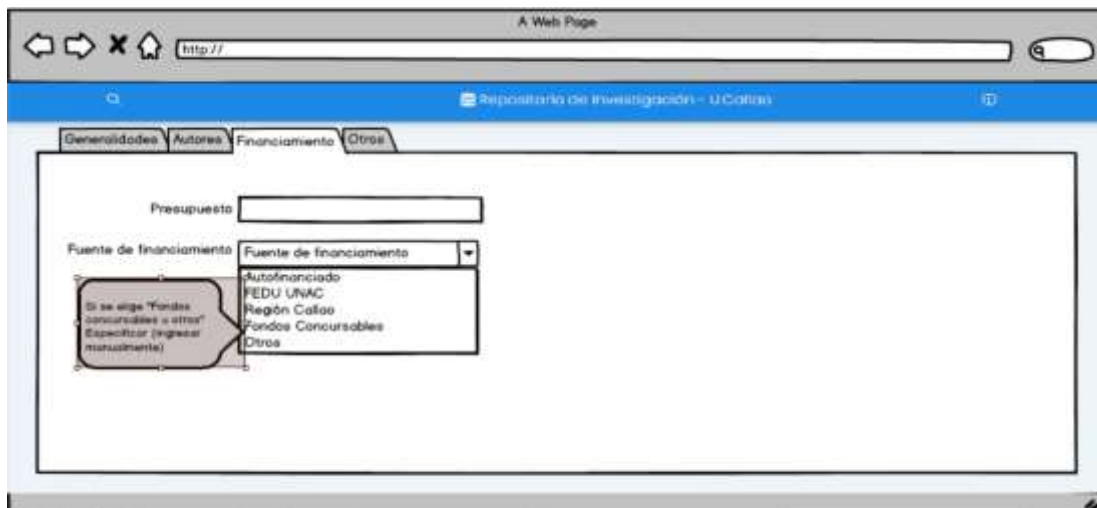 A Web Page
http://
Repositorio de Investigación - U.Callao
Generalidades Autores Financiamiento Otros
Presupuesto
Fuente de financiamiento Fuente de financiamiento
Autofinanciado
FEDU UNAC
Región Callao
Fondos Concursables
Otros
Si se elige "Fondos
concursables u otros"
Especificar (ingresar
manualmente)